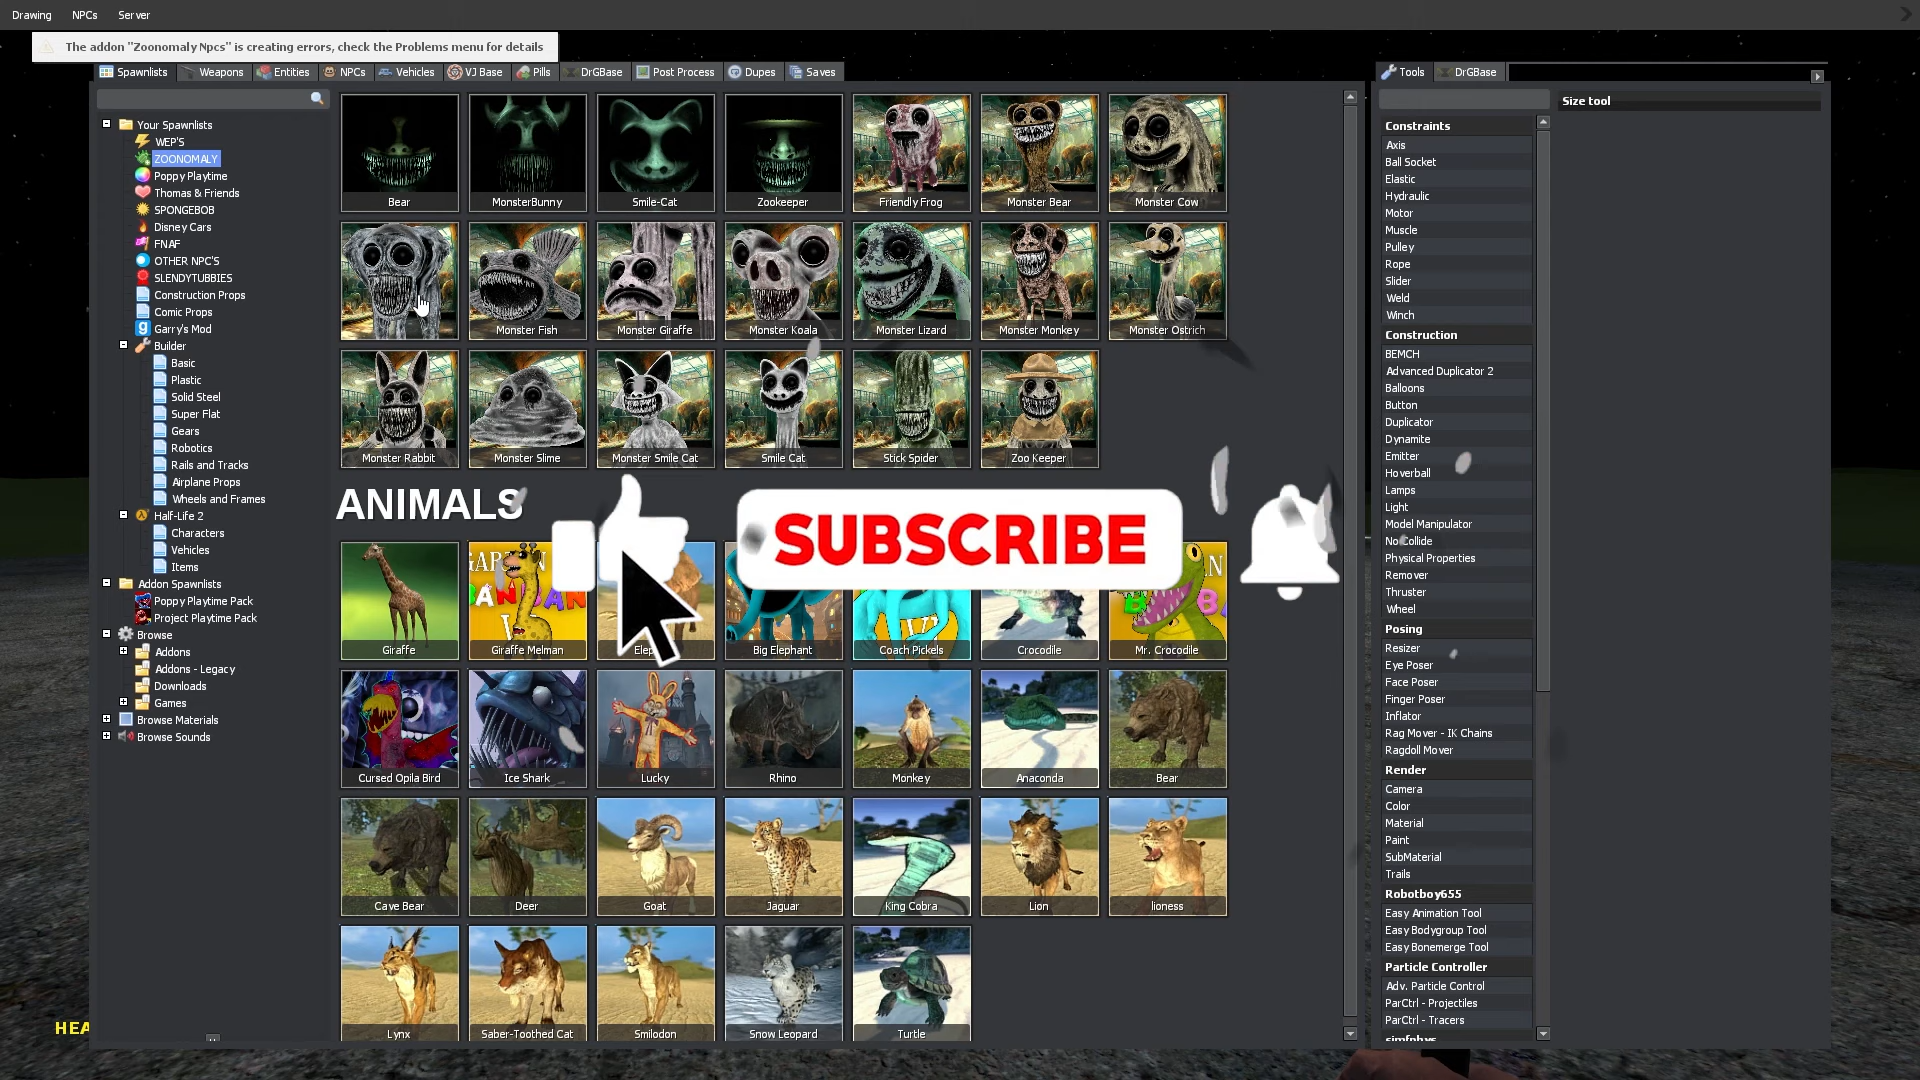 Drawing NPCs Server
The addon "Zoonomaly Npcs" is creating errors, check the Problems menu for details
Spawnlists Weapons Entities NPCs Vehicles VJ Base Pills DrGBase Post Process Dupes Saves
Your Spawnlists
WEP'S
ZOONOMALY
Poppy Playtime
Thomas & Friends
SPONGEBOB
Disney Cars
FNAF
OTHER NPC'S
SLENDYTUBBIES
Construction Props
Comic Props
Garry's Mod
Builder
Basic
Plastic
Solid Steel
Super Flat
Gears
Robotics
Rails and Tracks
Airplane Props
Wheels and Frames
Half-Life 2
Characters
Vehicles
Items
Addon Spawnlists
Poppy Playtime Pack
Project Playtime Pack
Browse
Addons
Addons - Legacy
Downloads
Games
Browse Materials
Browse Sounds
HEA
Bear MonsterBunny Smile-Cat Zookeeper Friendly Frog Monster Bear Monster Cow
Monster Fish Monster Giraffe Monster Koala Monster Lizard Monster Monkey Monster Ostrich
Monster Rabbit Monster Slime Monster Smile Cat Smile Cat Stick Spider Zoo Keeper
ANIMALS
SUBSCRIBE
Giraffe Giraffe Melman Big Elephant Coach Pickels Crocodile Mr. Crocodile
Cursed Opila Bird Ice Shark Lucky Rhino Monkey Anaconda Bear
Cave Bear Deer Goat Jaguar King Cobra Lion lioness
Lynx Saber-Toothed Cat Smilodon Snow Leopard Turtle
Tools DrGBase
Size tool
Constraints
Axis
Ball Socket
Elastic
Hydraulic
Motor
Muscle
Pulley
Rope
Slider
Weld
Winch
Construction
BEMCH
Advanced Duplicator 2
Balloons
Button
Duplicator
Dynamite
Emitter
Hoverball
Lamps
Light
Model Manipulator
No Collide
Physical Properties
Remover
Thruster
Wheel
Posing
Resizer
Eye Poser
Face Poser
Finger Poser
Inflator
Rag Mover - IK Chains
Ragdoll Mover
Render
Camera
Color
Material
Paint
SubMaterial
Trails
Robotboy655
Easy Animation Tool
Easy Bodygroup Tool
Easy Bonemerge Tool
Particle Controller
Adv. Particle Control
ParCtrl - Projectiles
ParCtrl - Tracers
simfphys